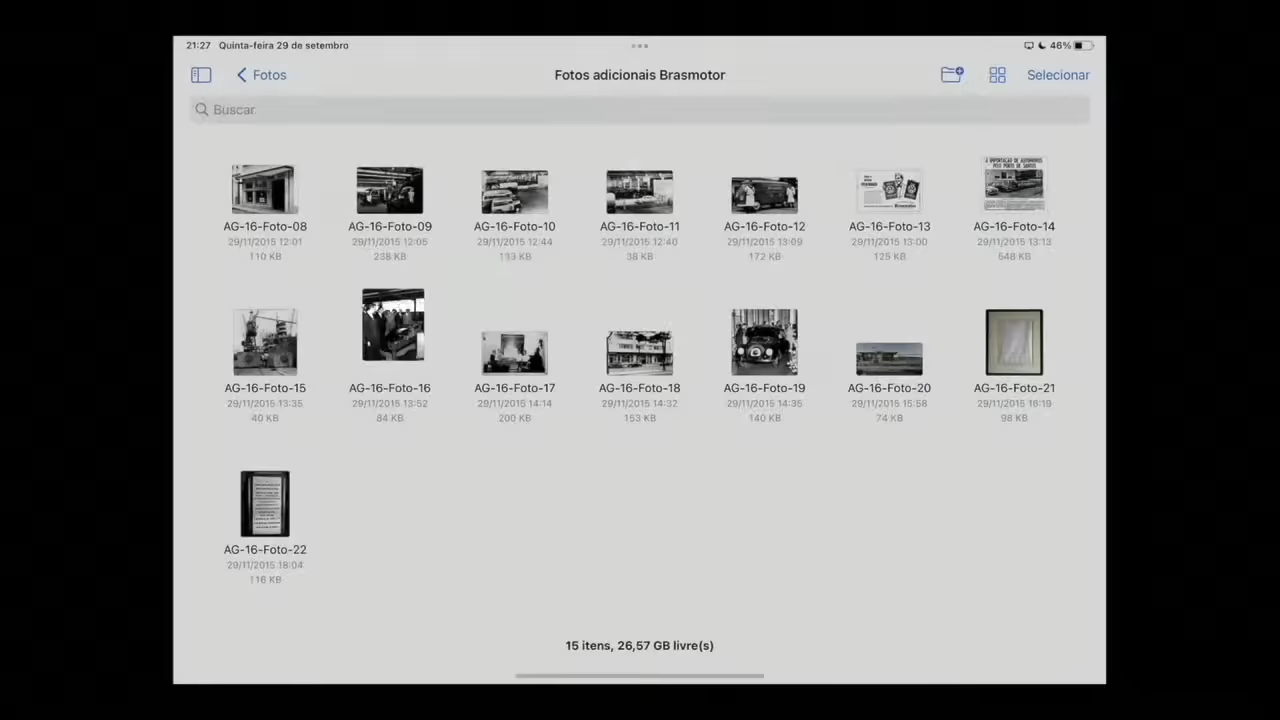 21:27 Quinta-feira 29 de setembro
46%
Fotos
Fotos adicionais Brasmotor
Selecionar
Buscar
A IMPORTAÇÃO DE AUTOMÓVEIS
PELO PORTO DE SANTOS
AG-16-Foto-08 AG-16-Foto-09 AG-16-Foto-10 AG-16-Foto-11 AG-16-Foto-12 AG-16-Foto-13 AG-16-Foto-14
29/11/2015 12:01 29/11/2015 12:05 29/11/2015 12:44 29/11/2015 12:40 29/11/2015 13:09 29/11/2015 13:00 29/11/2015 13:13
110 KB 238 KB 133 KB 38 KB 172 KB 125 KB 548 KB
AG-16-Foto-15 AG-16-Foto-16 AG-16-Foto-17 AG-16-Foto-18 AG-16-Foto-19 AG-16-Foto-20 AG-16-Foto-21
29/11/2015 13:35 29/11/2015 13:52 29/11/2015 14:14 29/11/2015 14:32 29/11/2015 14:35 29/11/2015 15:58 29/11/2015 16:19
40 KB 84 KB 200 KB 153 KB 140 KB 74 KB 98 KB
AG-16-Foto-22
29/11/2015 18:04
116 KB
15 itens, 26,57 GB livre(s)